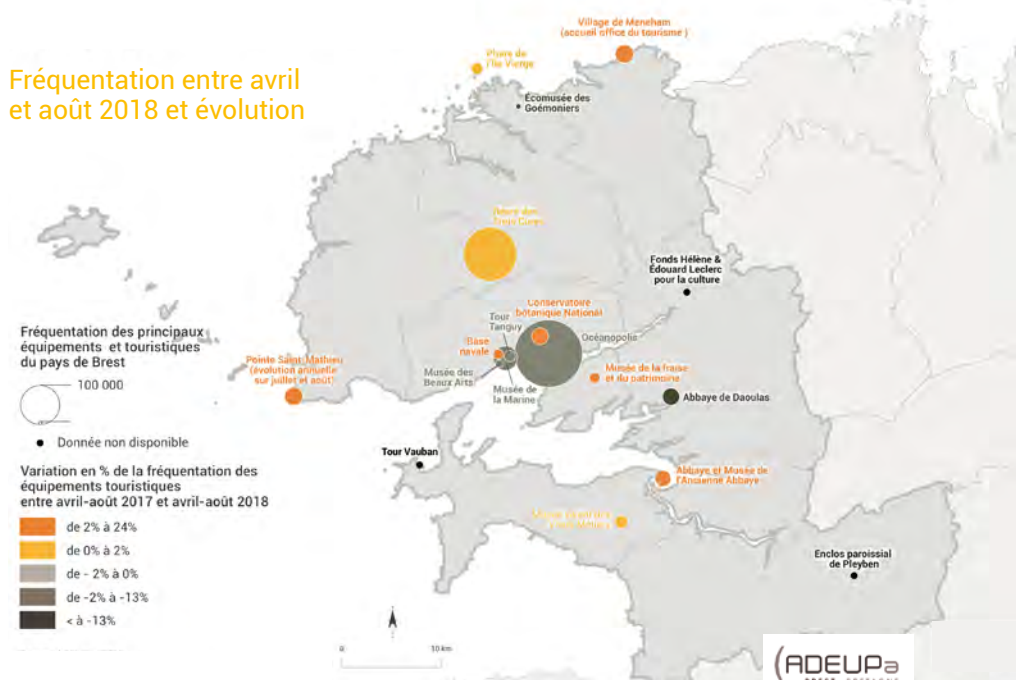 Fréquentation entre avril
et août 2018 et évolution
Village de Meneham
(accueil office du tourisme )
Phare de
l'île Vierge
Écomusée des
Goémoniers
Fonds Hélène &
Édouard Leclerc
pour la culture
Conservatoire
botanique National
Tour
Tanguy
Océanopolis
Base
navale
Musée des
Beaux Arts
Musée de
la Marine
Musée de la fraise
et du patrimoine
Pointe Saint-Mathieu
(évolution annuelle
sur juillet et août)
Abbaye de Daoulas
Tour Vauban
Abbaye et Musée de
l'Ancienne Abbaye
Enclos paroissial
de Pleyben
Fréquentation des principaux
équipements et touristiques
du pays de Brest
100 000
Donnée non disponible
Variation en % de la fréquentation des
équipements touristiques
entre avril-août 2017 et avril-août 2018
de 2% à 24%
de 0% à 2%
de - 2% à 0%
de -2% à -13%
< à -13%
0
10 km
ADEUPa